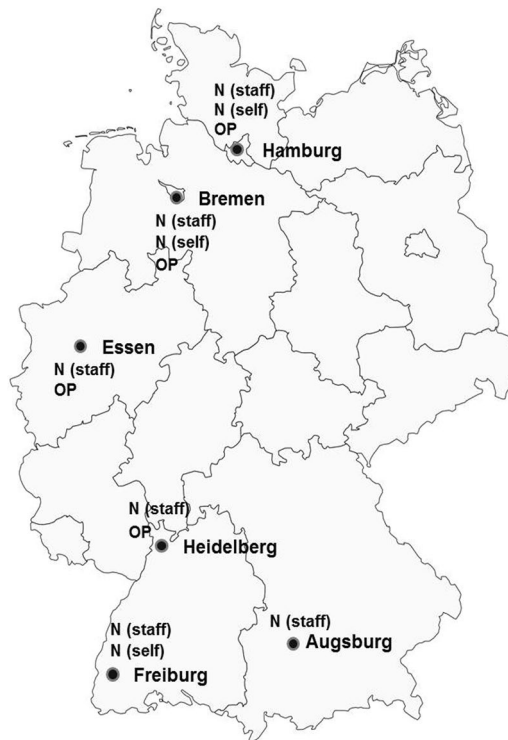 N (staff)
N (self)
OP
Hamburg
Bremen
N (staff)
N (self)
OP
Essen
N (staff)
OP
N (staff)
OP
Heidelberg
N (staff)
N (self)
Freiburg
N (staff)
Augsburg